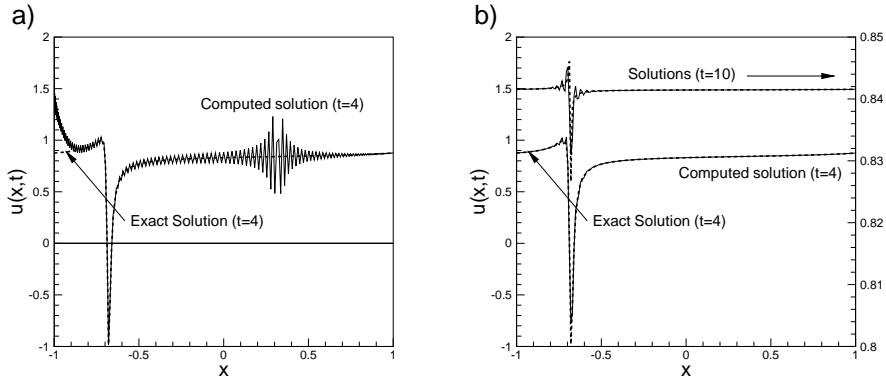 a)
u(x,t)
2
1.5
1
0.5
0
-0.5
-1
-1
-0.5
0
0.5
1
x
Computed solution (t=4)
Exact Solution (t=4)
b)
u(x,t)
2
1.5
1
0.5
0
-0.5
-1
-1
-0.5
0
0.5
1
x
0.85
0.84
0.83
0.82
0.81
0.8
Solutions (t=10)
Computed solution (t=4)
Exact Solution (t=4)